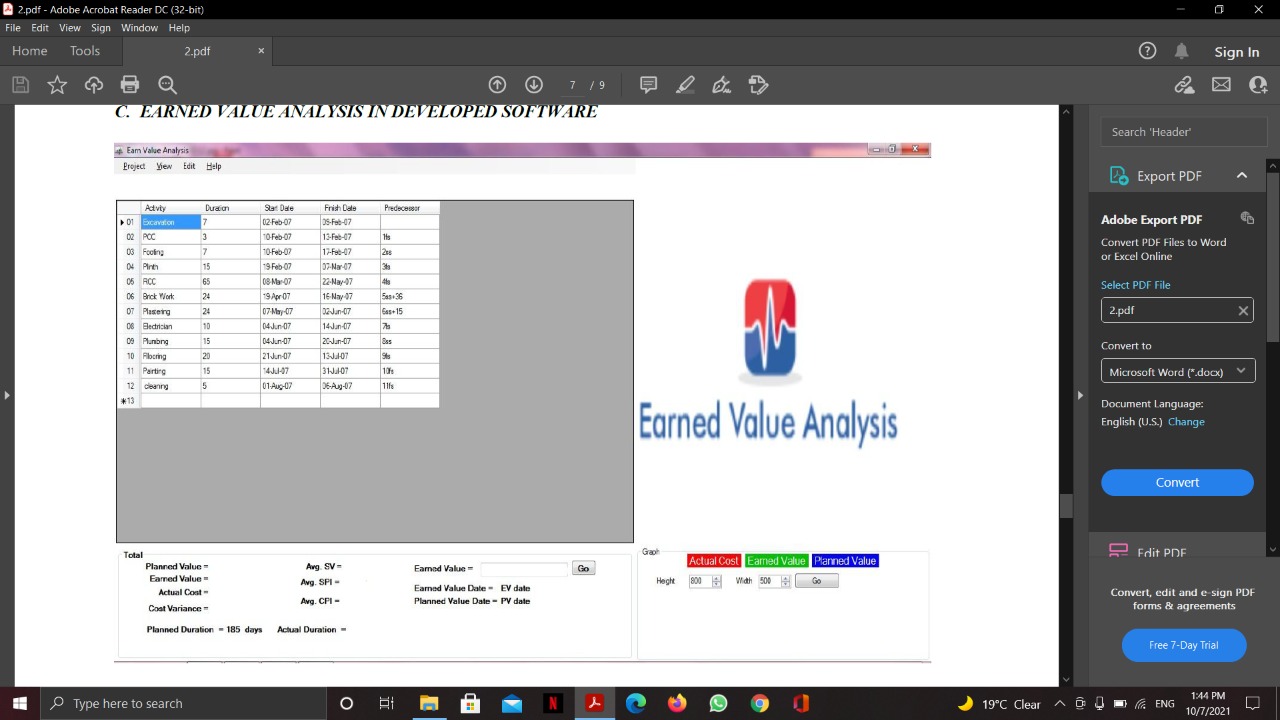 2.pdf - Adobe Acrobat Reader DC (32-bit)
File Edit View Sign Window Help
Home Tools 2.pdf × Sign In
7 / 9
C. EARNED VALUE ANALYSIS IN DEVELOPED SOFTWARE
Earn Value Analysis
Project View Edit Help
Activity Duration Start Date Finish Date Predecessor
01 Excavation 7 02-Feb-07 09-Feb-07
02 PCC 3 10-Feb-07 13-Feb-07 1fs
03 Footing 7 10-Feb-07 17-Feb-07 2ss
04 Plinth 15 19-Feb-07 07-Mar-07 3fs
05 RCC 65 08-Mar-07 22-May-07 4fs
06 Brick Work 24 19-Apr-07 16-May-07 5ss+36
07 Plastering 24 07-May-07 02-Jun-07 6ss+15
08 Electrician 10 04-Jun-07 14-Jun-07 7fs
09 Plumbing 15 04-Jun-07 20-Jun-07 8ss
10 Flooring 20 21-Jun-07 13-Jul-07 9fs
11 Painting 15 14-Jul-07 31-Jul-07 10fs
12 cleaning 5 01-Aug-07 06-Aug-07 11fs
*13
Earned Value Analysis
Total
Planned Value = Avg. SV = Earned Value = Go
Earned Value = Avg. SPI = Earned Value Date = EV date
Actual Cost = Avg. CPI = Planned Value Date = PV date
Cost Variance =
Planned Duration = 185 days Actual Duration =
Graph
Actual Cost Earned Value Planned Value
Height 800 Width 500 Go
Search 'Header'
Export PDF
Adobe Export PDF
Convert PDF Files to Word
or Excel Online
Select PDF File
2.pdf ×
Convert to
Microsoft Word (*.docx)
Document Language:
English (U.S.) Change
Convert
Edit PDF
Convert, edit and e-sign PDF
forms & agreements
Free 7-Day Trial
Type here to search
19°C Clear ENG 1:44 PM
10/7/2021